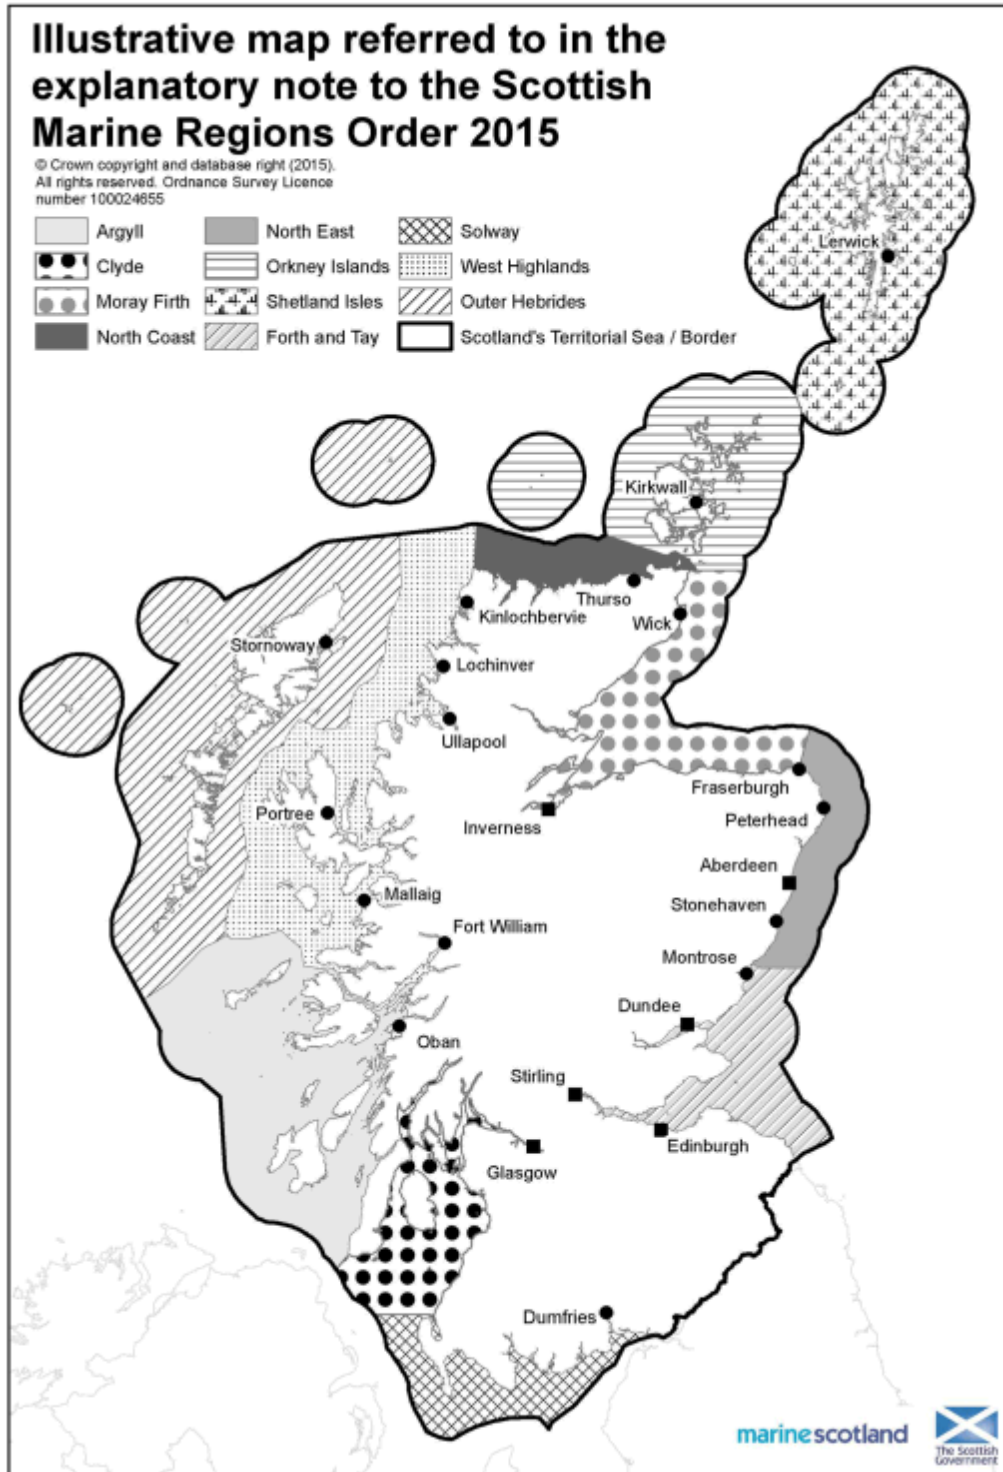 Illustrative map referred to in the
explanatory note to the Scottish
Marine Regions Order 2015
© Crown copyright and database right (2015).
All rights reserved. Ordnance Survey Licence
number 100024655
Argyll
North East
Solway
Clyde
Orkney Islands
West Highlands
Moray Firth
Shetland Isles
Outer Hebrides
North Coast
Forth and Tay
Scotland's Territorial Sea / Border
Lerwick
Kirkwall
Thurso
Kinlochbervie
Wick
Stornoway
Lochinver
Ullapool
Fraserburgh
Portree
Inverness
Peterhead
Aberdeen
Mallaig
Stonehaven
Fort William
Montrose
Dundee
Oban
Stirling
Edinburgh
Glasgow
Dumfries
marinescotland
The Scottish
Government